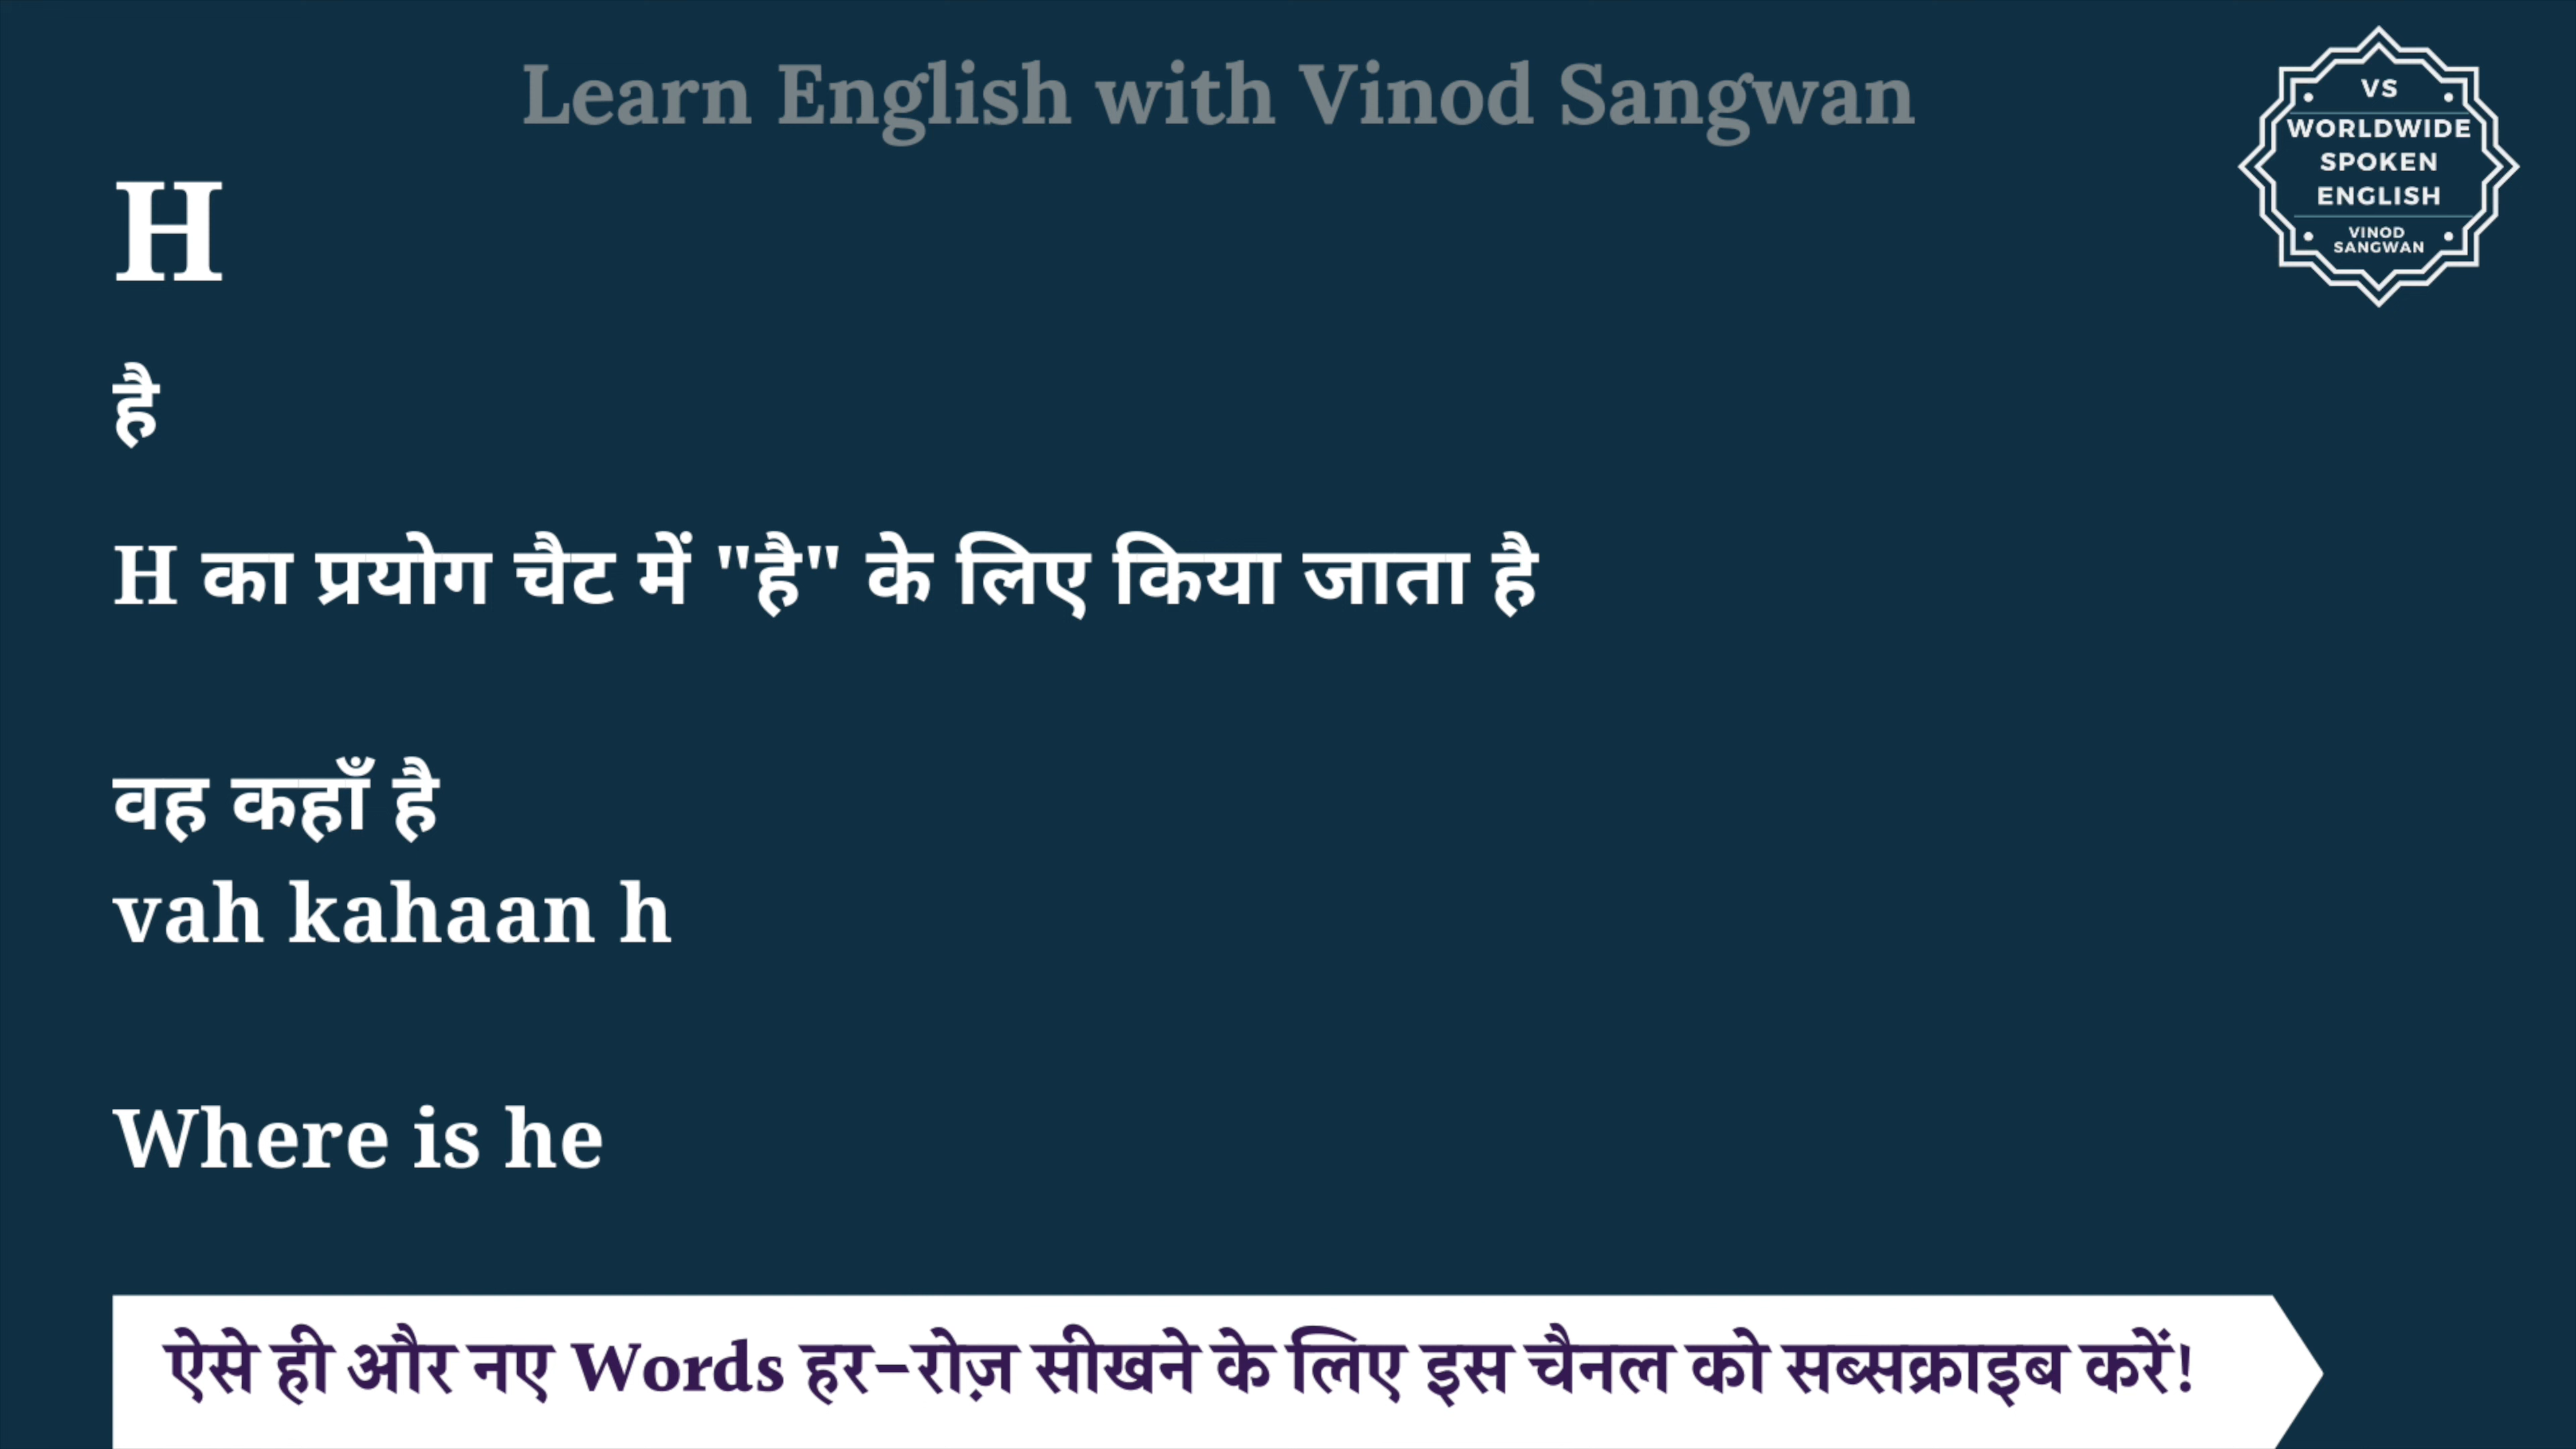 Learn English with Vinod Sangwan
VS
WORLDWIDE
SPOKEN
ENGLISH
VINOD
SANGWAN
H
है
H का प्रयोग चैट में "है" के लिए किया जाता है
वह कहाँ है
vah kahaan h
Where is he
ऐसे ही और नए Words हर-रोज़ सीखने के लिए इस चैनल को सब्सक्राइब करें!